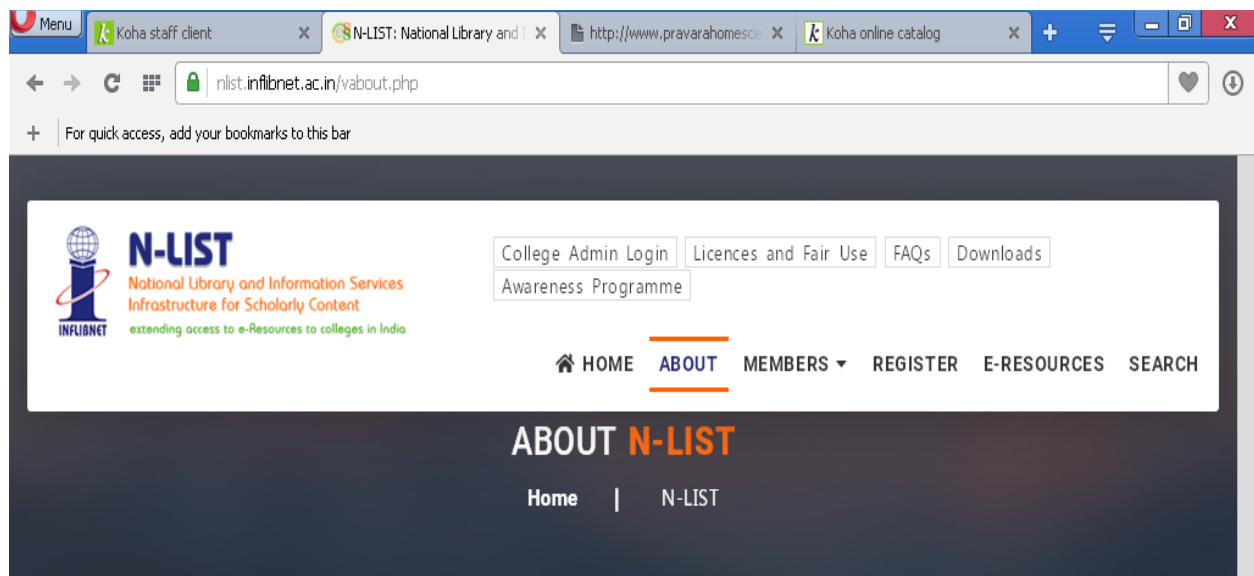 Menu
Koha staff client
N-LIST: National Library and I
http://www.pravarahomescie
Koha online catalog
nlist.inflibnet.ac.in/vabout.php
For quick access, add your bookmarks to this bar
INFLIBNET
N-LIST
National Library and Information Services
Infrastructure for Scholarly Content
extending access to e-Resources to colleges in India
College Admin Login Licences and Fair Use FAQs Downloads
Awareness Programme
HOME ABOUT MEMBERS REGISTER E-RESOURCES SEARCH
ABOUT N-LIST
Home | N-LIST